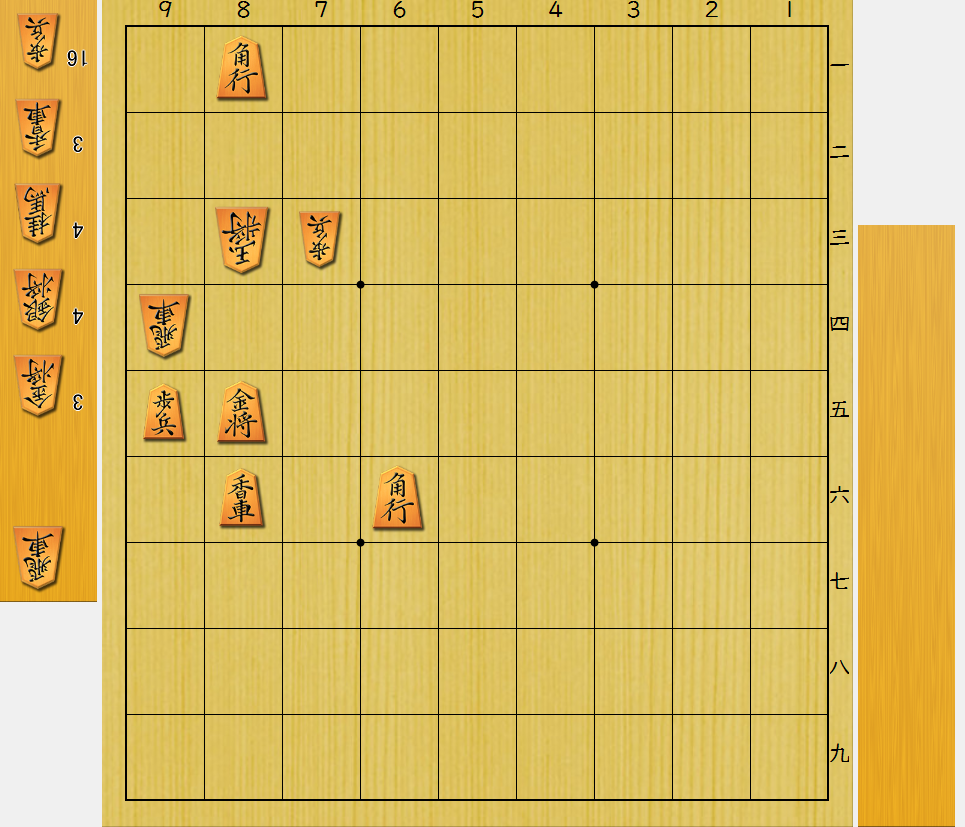 9 8 7 6 5 4 3 2 1
歩兵 16
香車 3
桂馬 4
銀将 4
金将 3
飛車
角行 一
二
玉将 歩兵 三
飛車 四
歩兵 金将 五
香車 角行 六
七
八
九